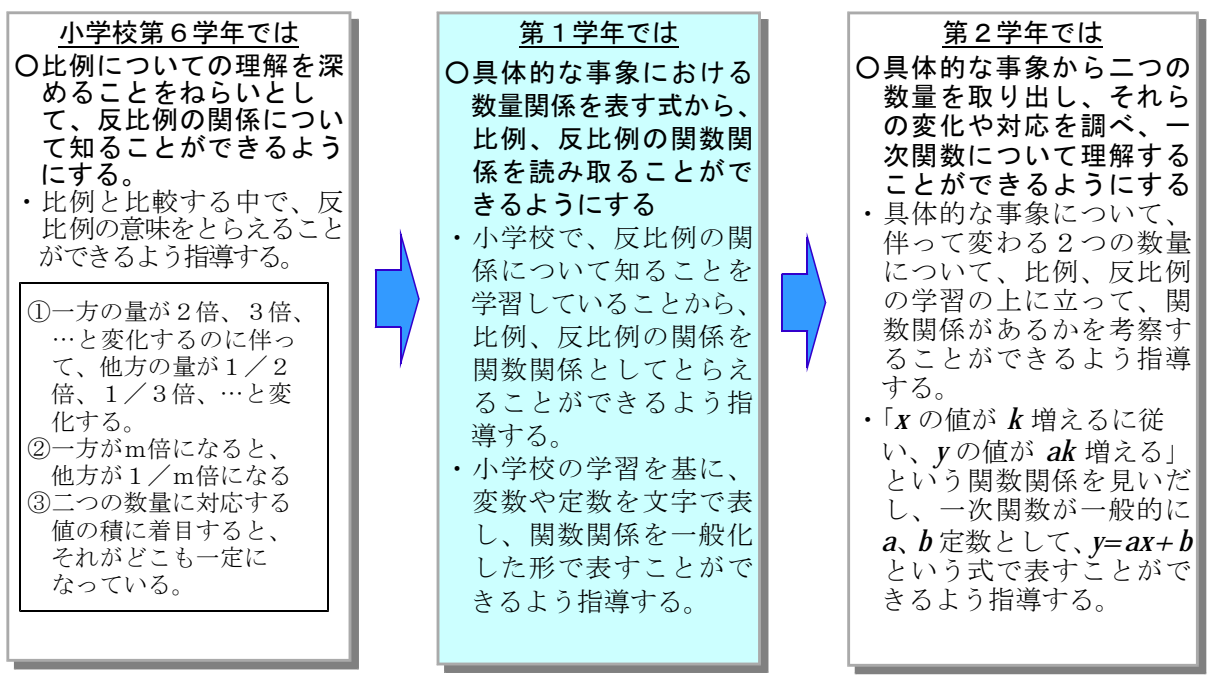 小学校第６学年では
○比例についての理解を深
めることをねらいとし
て、反比例の関係につい
て知ることができるよう
にする。
・比例と比較する中で、反
比例の意味をとらえること
ができるよう指導する。
①一方の量が２倍、３倍、
…と変化するのに伴っ
て、他方の量が１／２
倍、１／３倍、…と変
化する。
②一方がm倍になると、
他方が１／m倍になる
③二つの数量に対応する
値の積に着目すると、
それがどこも一定に
なっている。
第１学年では
○具体的な事象における
数量関係を表す式から、
比例、反比例の関数関
係を読み取ることがで
きるようにする
・小学校で、反比例の関
係について知ることを
学習していることから、
比例、反比例の関係を
関数関係としてとらえ
ることができるよう指
導する。
・小学校の学習を基に、
変数や定数を文字で表
し、関数関係を一般化
した形で表すことがで
きるよう指導する。
第２学年では
○具体的な事象から二つの
数量を取り出し、それら
の変化や対応を調べ、一
次関数について理解する
ことができるようにする
・具体的な事象について、
伴って変わる２つの数量
について、比例、反比例
の学習の上に立って、関
数関係があるかを考察す
ることができるよう指導
する。
・「x の値が k 増えるに従
い、y の値が ak 増える」
という関数関係を見いだ
し、一次関数が一般的に
a、b 定数として、y=ax+b
という式で表すことがで
きるよう指導する。